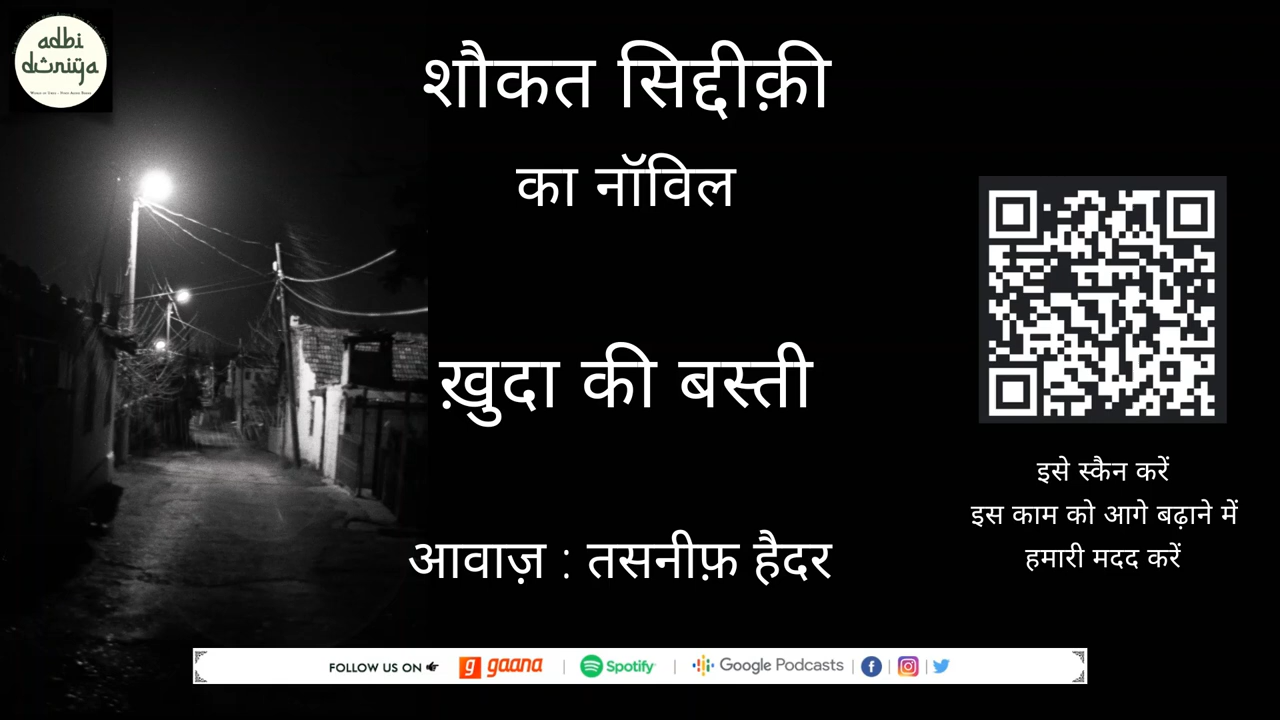 adbi
duniya
शौकत सिद्दीक़ी
का नॉविल
ख़ुदा की बस्ती
आवाज़ : तसनीफ़ हैदर
इसे स्कैन करें
इस काम को आगे बढ़ाने में
हमारी मदद करें
FOLLOW US ON gaana | Spotify | Google Podcasts | | |